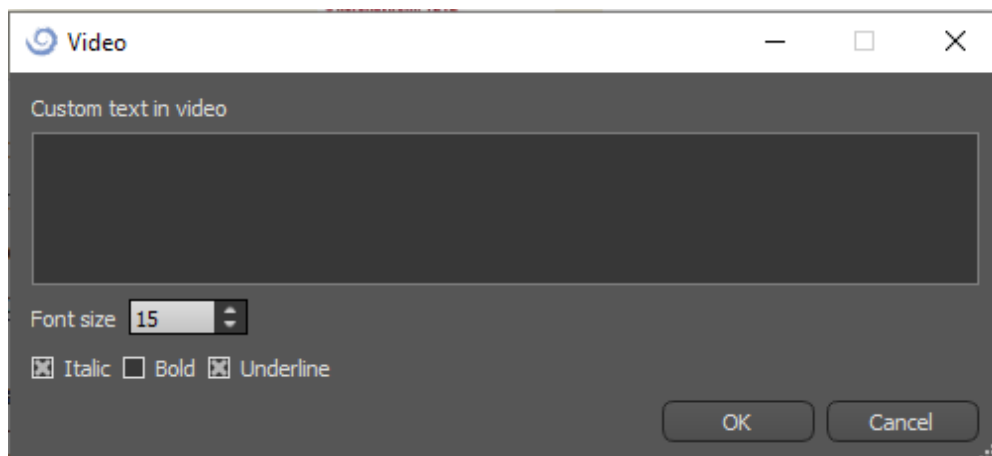 Video
Custom text in video
Font size 15
Italic Bold Underline
OK Cancel